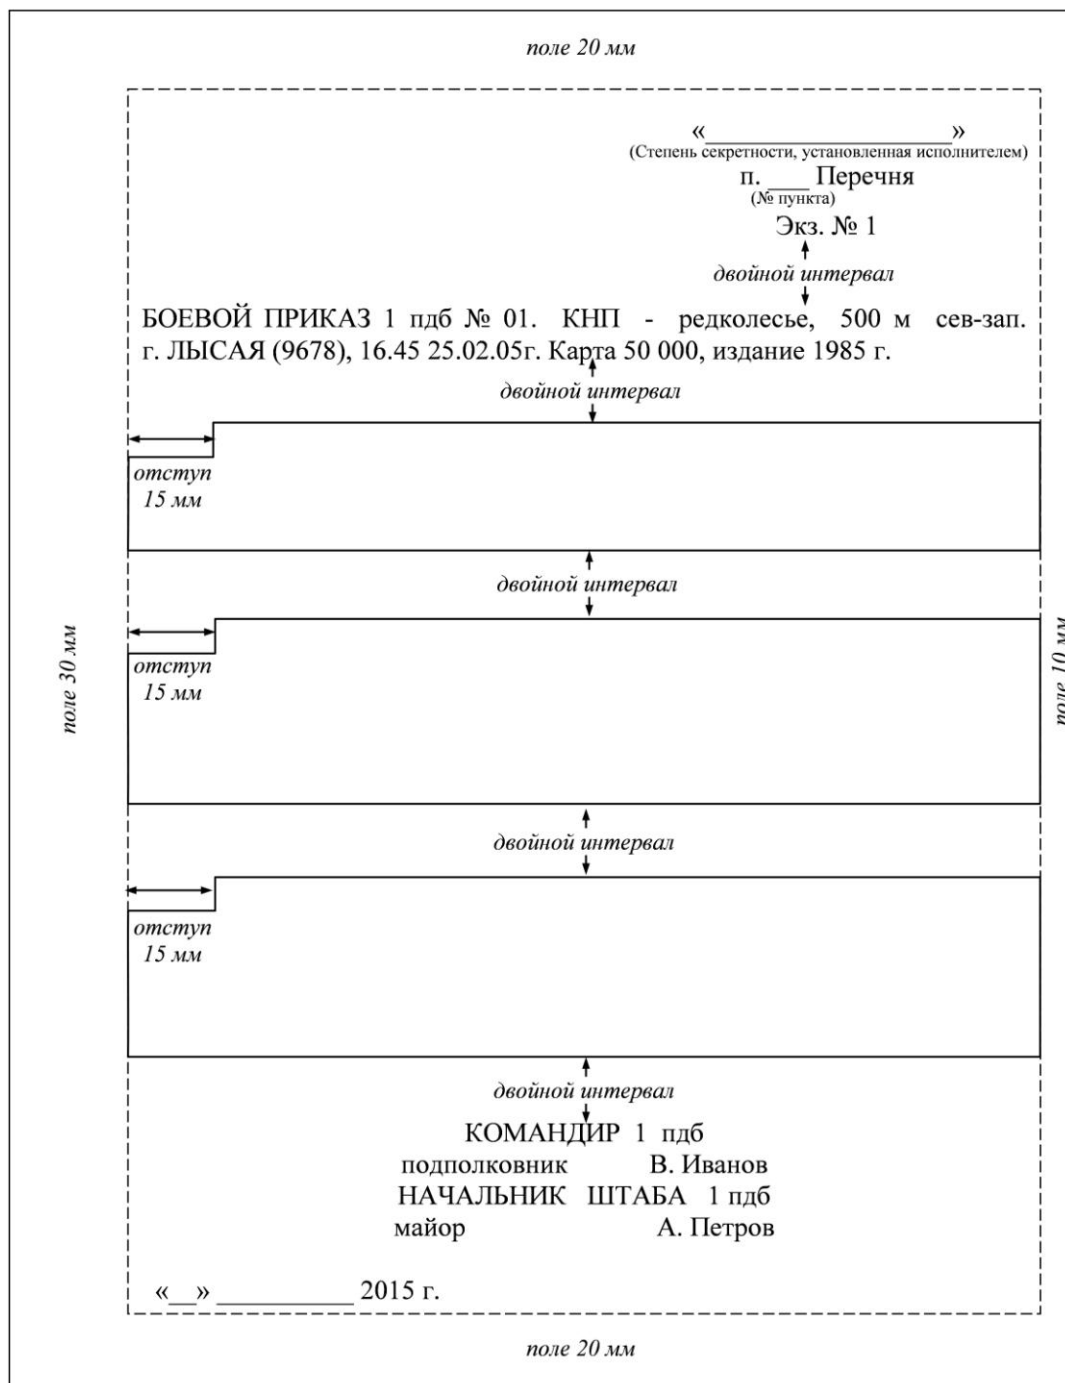 поле 20 мм
«___________________»
(Степень секретности, установленная исполнителем)
п. ___ Перечня
(№ пункта)
Экз. № 1
двойной интервал
БОЕВОЙ ПРИКАЗ 1 пдб № 01. КНП - редколесье, 500 м сев-зап.
г. ЛЫСАЯ (9678), 16.45 25.02.05г. Карта 50 000, издание 1985 г.
двойной интервал
отступ
15 мм
двойной интервал
отступ
15 мм
поле 30 мм
поле 10 мм
двойной интервал
отступ
15 мм
двойной интервал
КОМАНДИР 1 пдб
подполковник В. Иванов
НАЧАЛЬНИК ШТАБА 1 пдб
майор А. Петров
«__» __________ 2015 г.
поле 20 мм